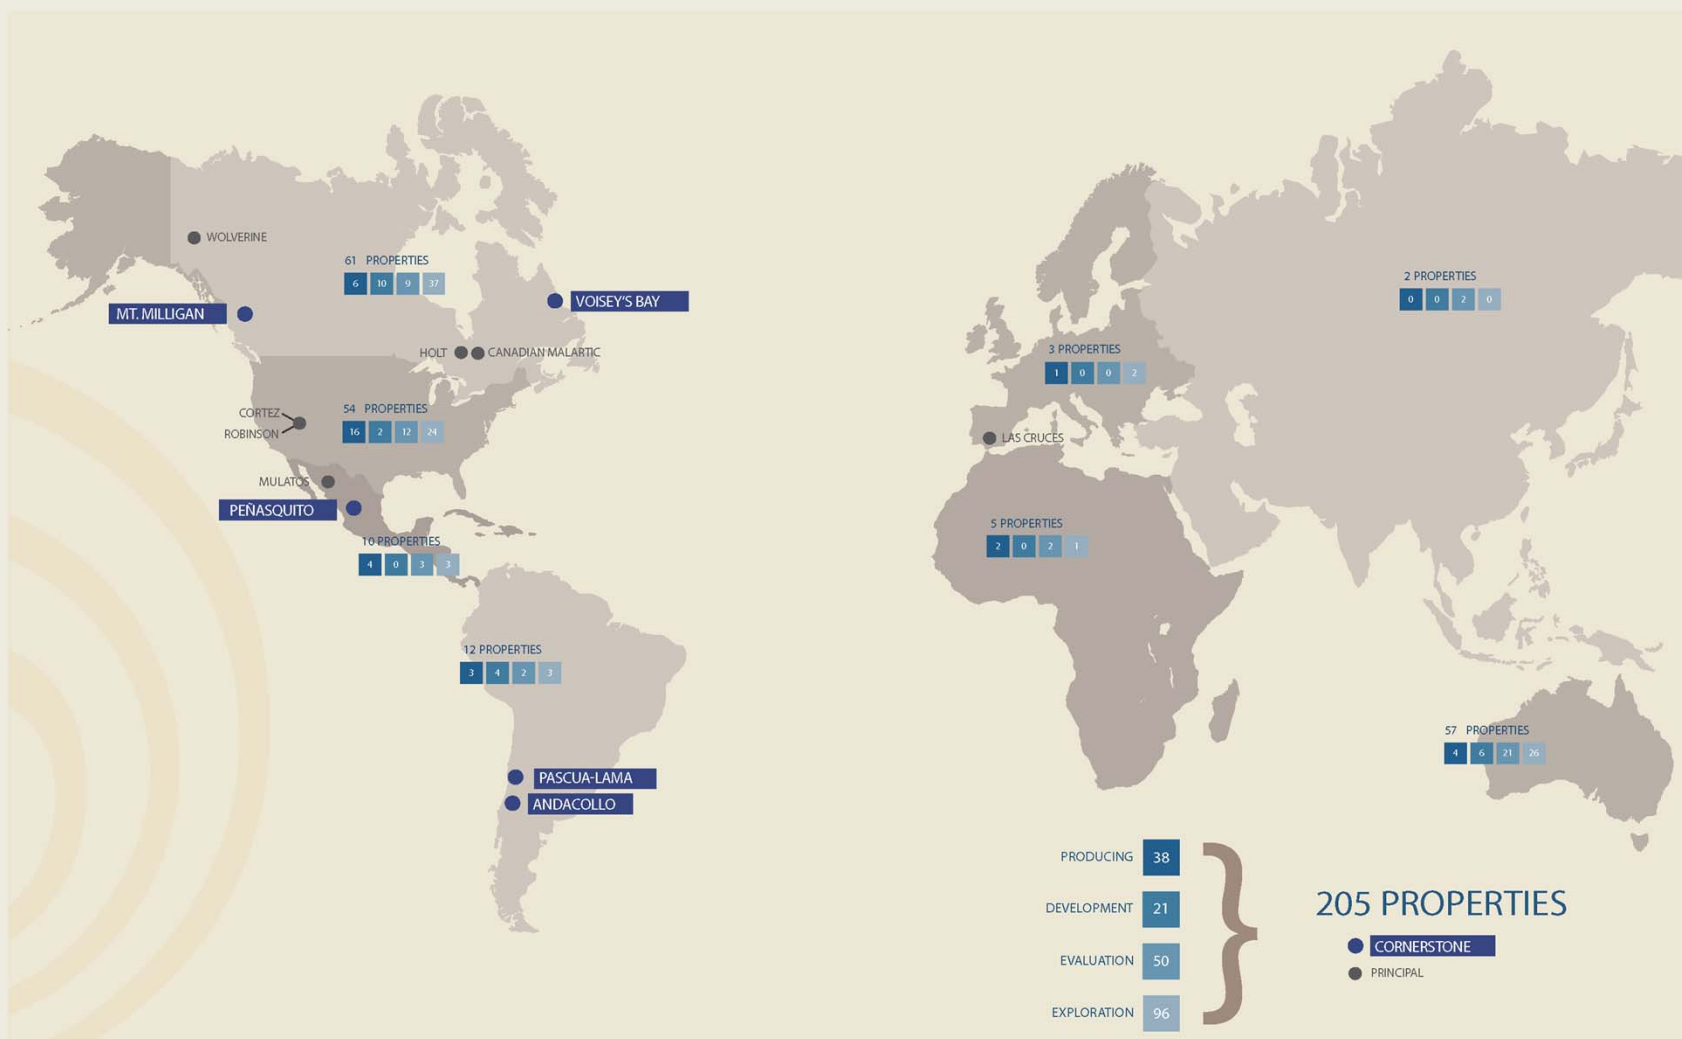 WOLVERINE
61 PROPERTIES
6 10 9 37
MT. MILLIGAN
VOISEY'S BAY
HOLT
CANADIAN MALARTIC
CORTEZ
ROBINSON
54 PROPERTIES
16 2 12 24
MULATOS
PEÑASQUITO
10 PROPERTIES
4 0 3 3
12 PROPERTIES
3 4 2 3
PASCUA-LAMA
ANDACOLLO
2 PROPERTIES
0 0 2 0
3 PROPERTIES
1 0 0 2
LAS CRUCES
5 PROPERTIES
2 0 2 1
57 PROPERTIES
4 6 21 26
PRODUCING 38
DEVELOPMENT 21
EVALUATION 50
EXPLORATION 96
205 PROPERTIES
CORNERSTONE
PRINCIPAL